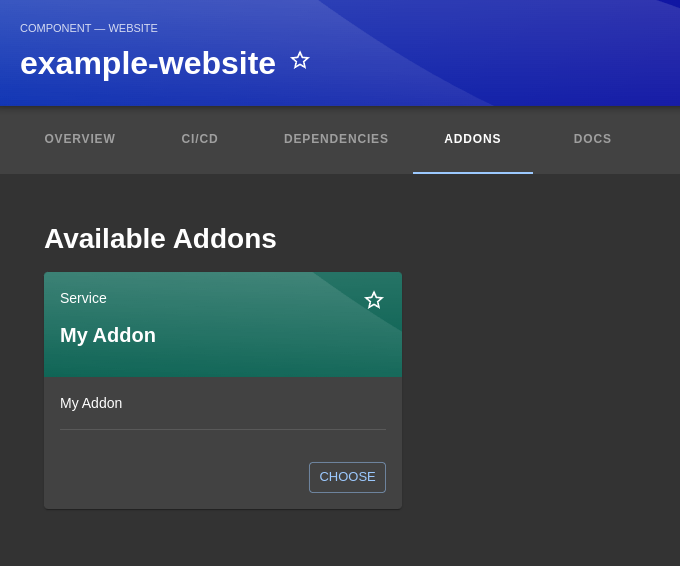 COMPONENT — WEBSITE
example-website
OVERVIEW CI/CD DEPENDENCIES ADDONS DOCS
Available Addons
Service
My Addon
My Addon
CHOOSE